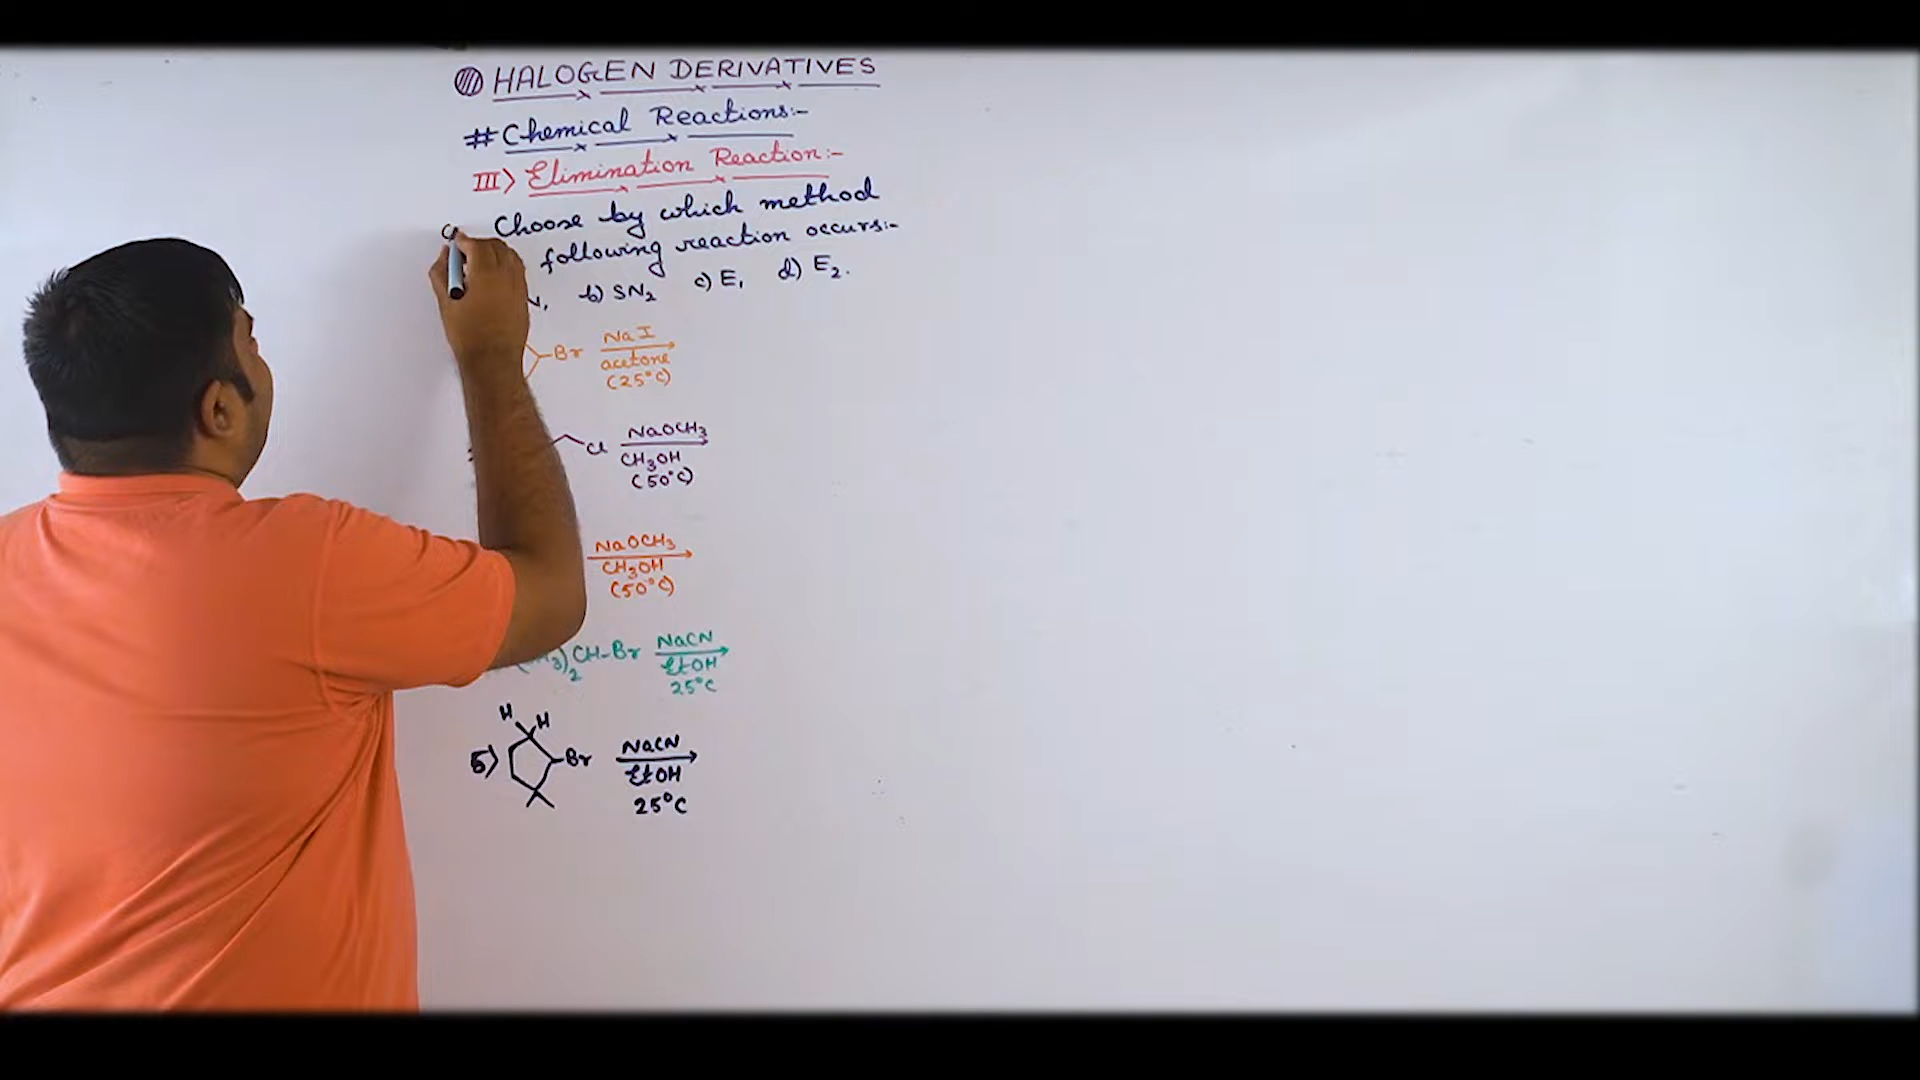 HALOGEN DERIVATIVES
# Chemical Reactions:-
III) Elimination Reaction:-
Choose by which method
following reaction occurs:-
b) SN2 c) E1 d) E2.
Br NaI
acetone
(25°C)
Cl NaOCH3
CH3OH
(50°C)
NaOCH3
CH3OH
(50°C)
)2CH-Br NaCN
EtOH
25°C
H H
5) Br NaCN
EtOH
25°C